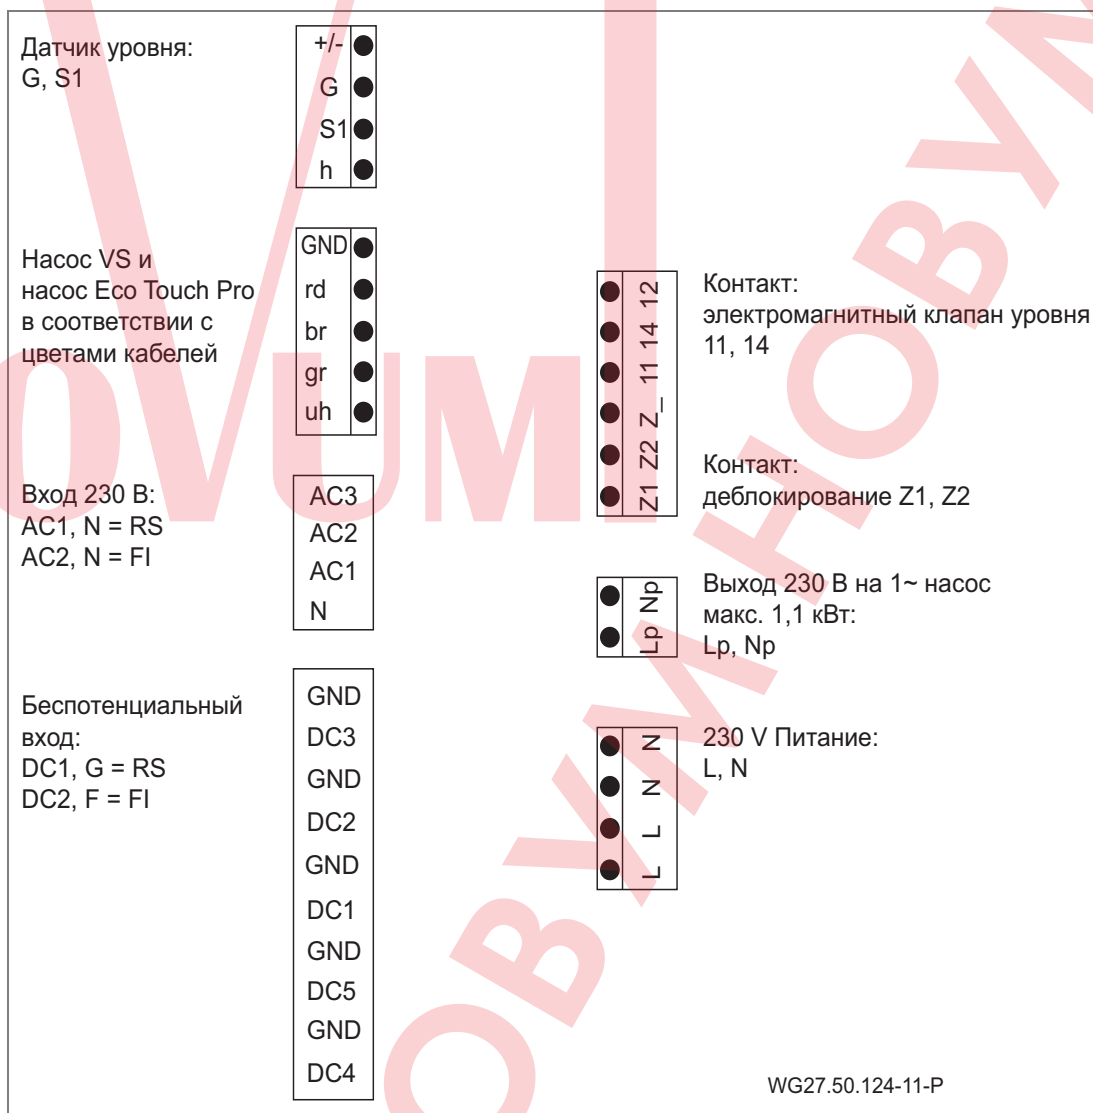 Датчик уровня:
G, S1
+/-
G
S1
h
Насос VS и
насос Eco Touch Pro
в соответствии с
цветами кабелей
GND
rd
br
gr
uh
Вход 230 В:
AC1, N = RS
AC2, N = FI
AC3
AC2
AC1
N
Беспотенциальный
вход:
DC1, G = RS
DC2, F = FI
GND
DC3
GND
DC2
GND
DC1
GND
DC5
GND
DC4
Z1 Z2 Z_ 11 14 12
Контакт:
электромагнитный клапан уровня
11, 14
Контакт:
деблокирование Z1, Z2
Lp Np
Выход 230 В на 1~ насос
макс. 1,1 кВт:
Lp, Np
L L N N
230 V Питание:
L, N
WG27.50.124-11-P
OVUMI
НОВУМ
НОВУМ